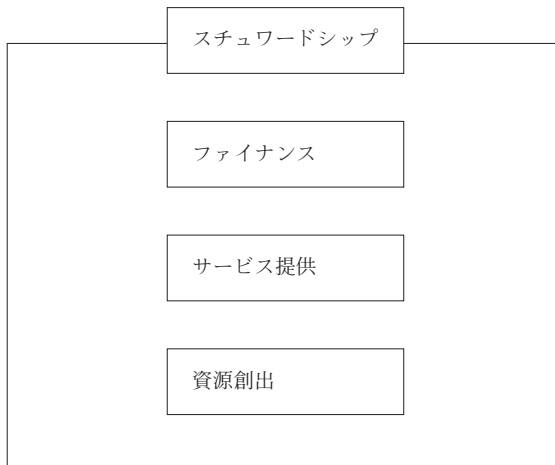 スチュワードシップ
ファイナンス
サービス提供
資源創出